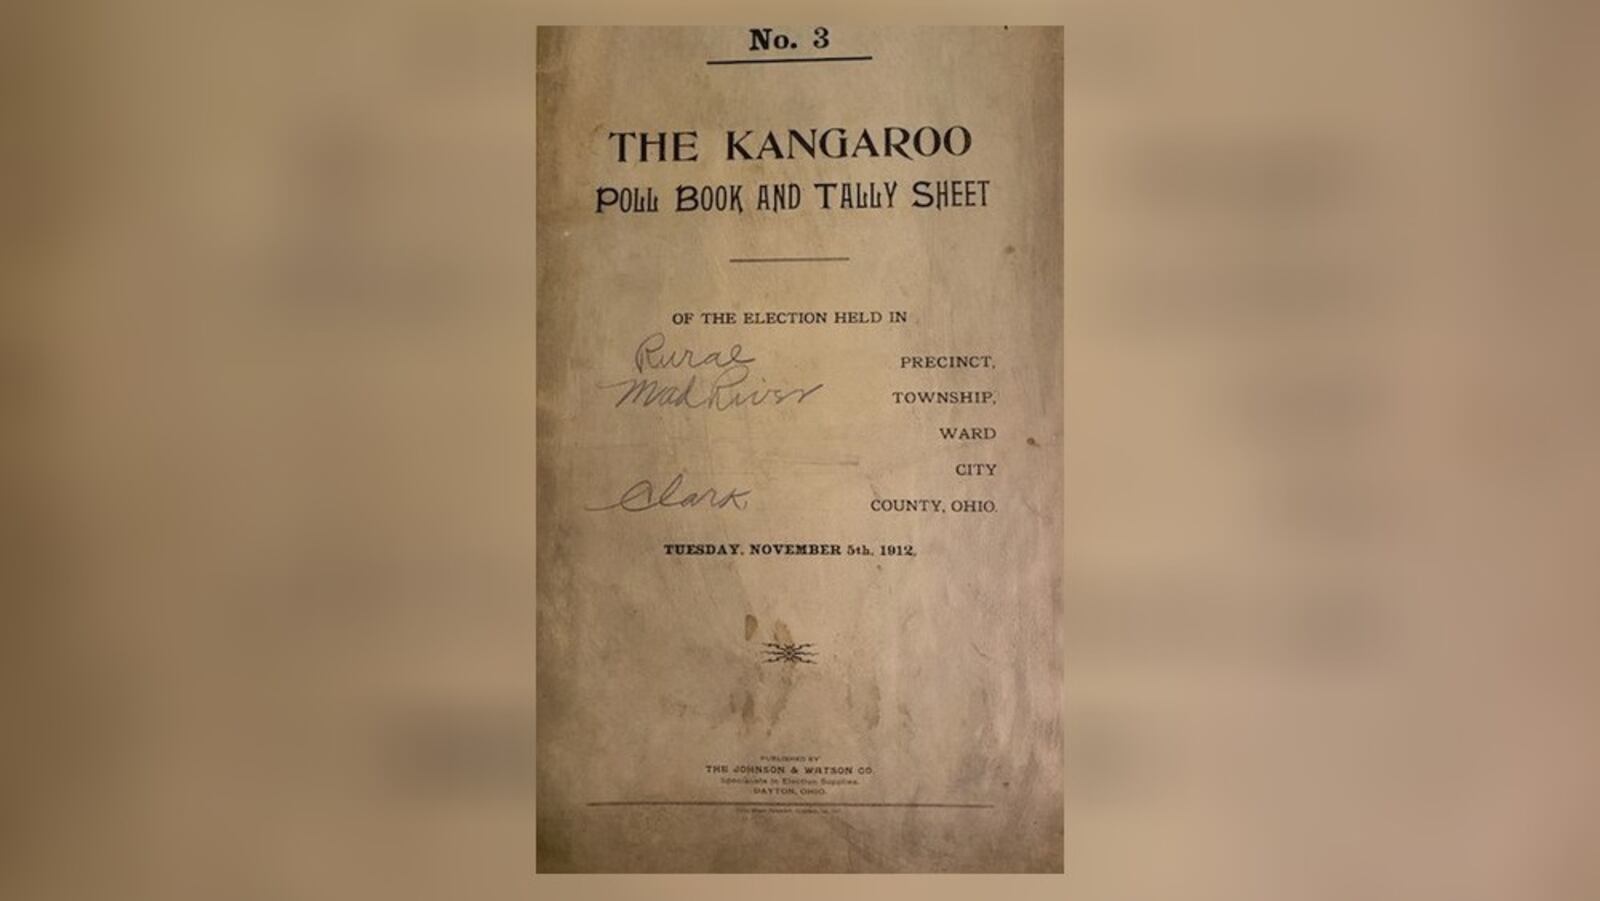 No. 3
THE KANGAROO
POLL BOOK AND TALLY SHEET
OF THE ELECTION HELD IN
Rural PRECINCT,
Mad River TOWNSHIP,
WARD
CITY
Clark COUNTY, OHIO.
TUESDAY, NOVEMBER 5th, 1912.
PUBLISHED BY
THE JOHNSON & WATSON CO.
Specialists in Election Supplies.
DAYTON, OHIO.